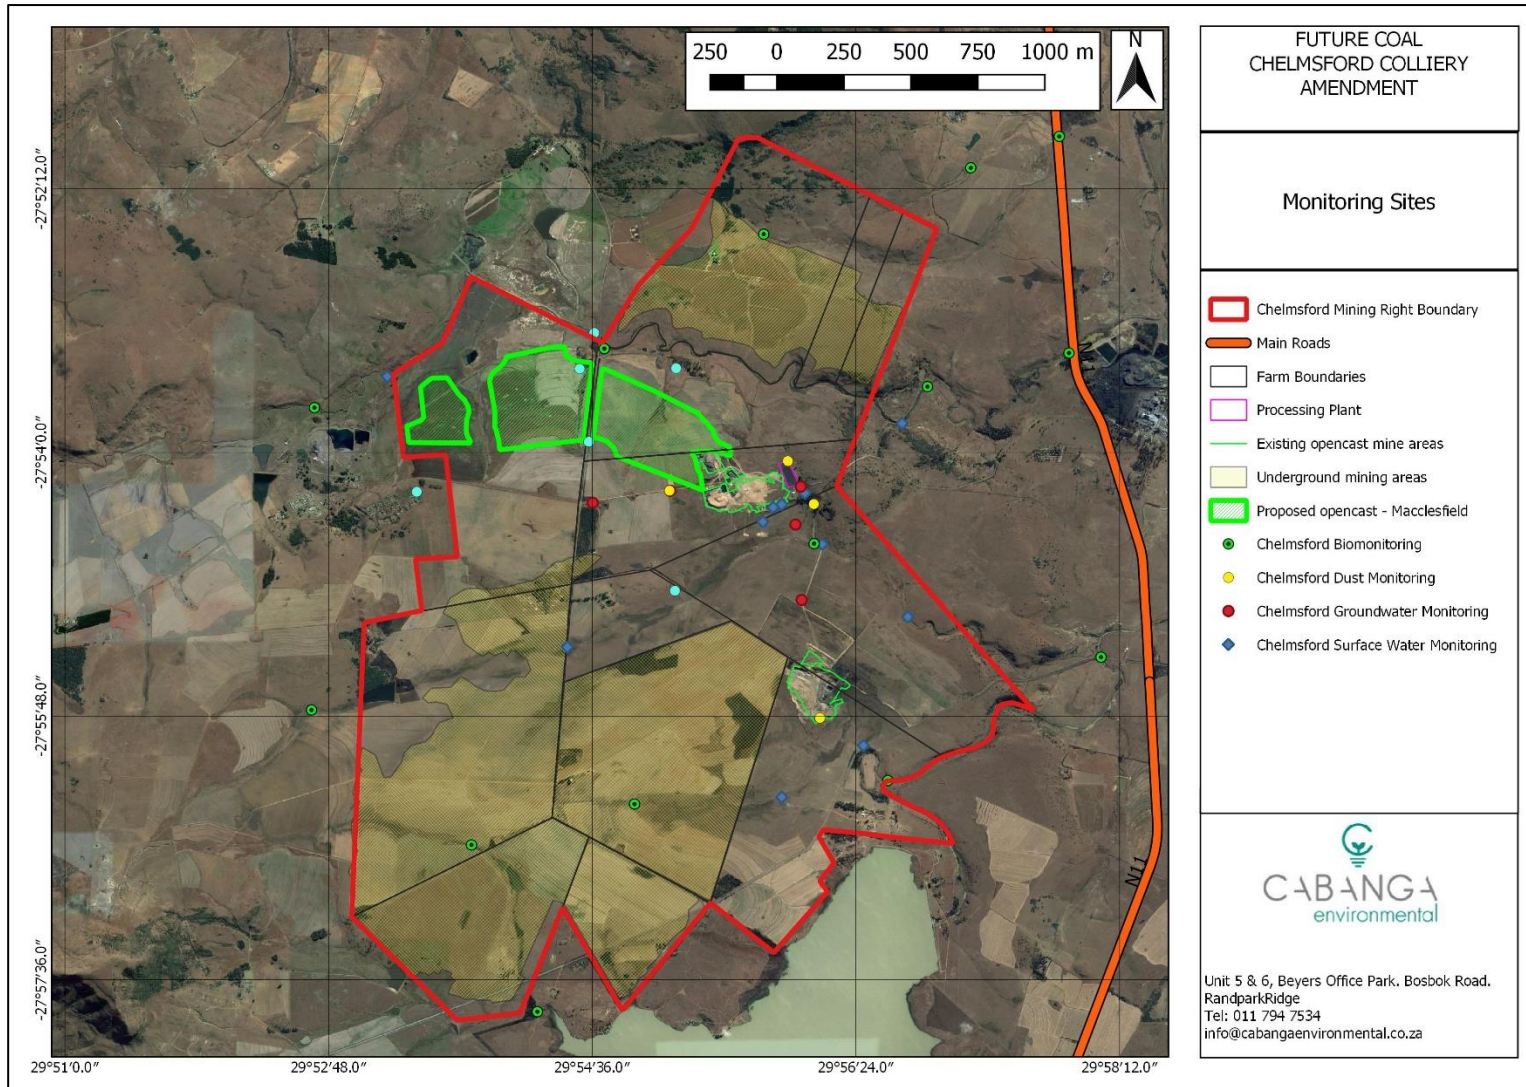 250 0 250 500 750 1000 m
N
-27°52'12.0"
-27°54'0.0"
-27°55'48.0"
-27°57'36.0"
29°51'0.0" 29°52'48.0" 29°54'36.0" 29°56'24.0" 29°58'12.0"
N11
N11
FUTURE COAL
CHELMSFORD COLLIERY
AMENDMENT
Monitoring Sites
Chelmsford Mining Right Boundary
Main Roads
Farm Boundaries
Processing Plant
Existing opencast mine areas
Underground mining areas
Proposed opencast - Macclesfield
Chelmsford Biomonitoring
Chelmsford Dust Monitoring
Chelmsford Groundwater Monitoring
Chelmsford Surface Water Monitoring
CABANGA
environmental
Unit 5 & 6, Beyers Office Park. Bosbok Road.
RandparkRidge
Tel: 011 794 7534
info@cabangaenvironmental.co.za